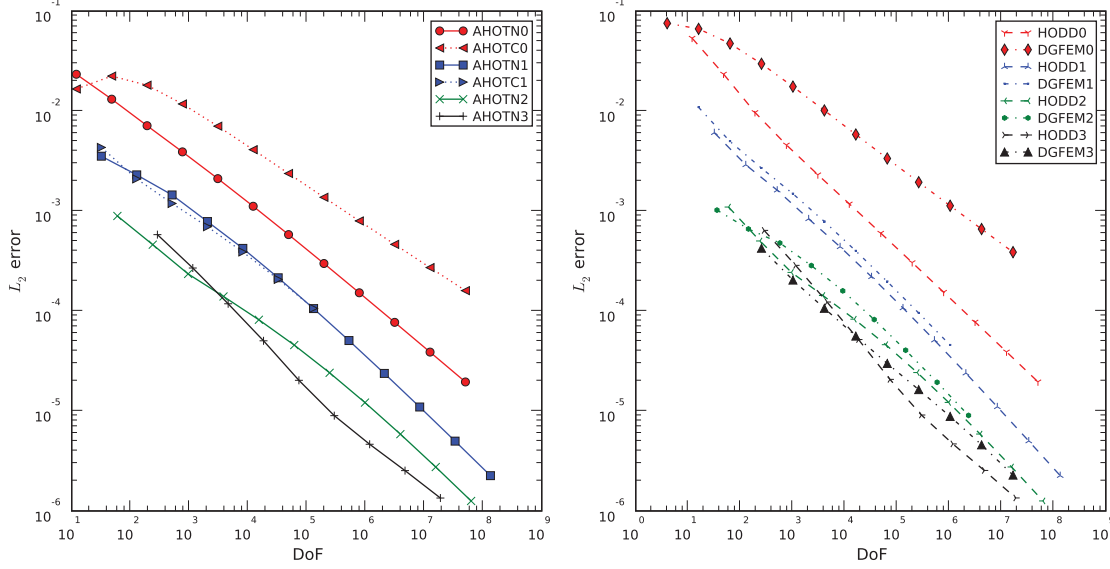 10^-1
10^-2
10^-3
10^-4
10^-5
10^-6
L_2 error
10^1 10^2 10^3 10^4 10^5 10^6 10^7 10^8 10^9
DoF
AHOTN0
AHOTC0
AHOTN1
AHOTC1
AHOTN2
AHOTN3
10^-1
10^-2
10^-3
10^-4
10^-5
10^-6
L_2 error
10^0 10^1 10^2 10^3 10^4 10^5 10^6 10^7 10^8 10^9
DoF
HODD0
DGFEM0
HODD1
DGFEM1
HODD2
DGFEM2
HODD3
DGFEM3